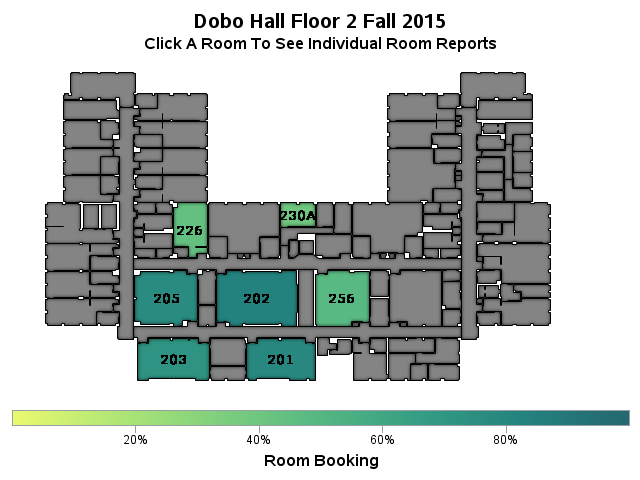 Dobo Hall Floor 2 Fall 2015
Click A Room To See Individual Room Reports
230A
226
205 202 256
203 201
20% 40% 60% 80%
Room Booking